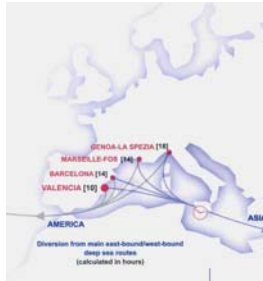 GENOA-LA SPEZIA [18]
MARSEILLE-FOS [14]
BARCELONA [14]
VALENCIA [10]
AMERICA
ASIA
Diversion from main east-bound/west-bound
deep sea routes
(calculated in hours)